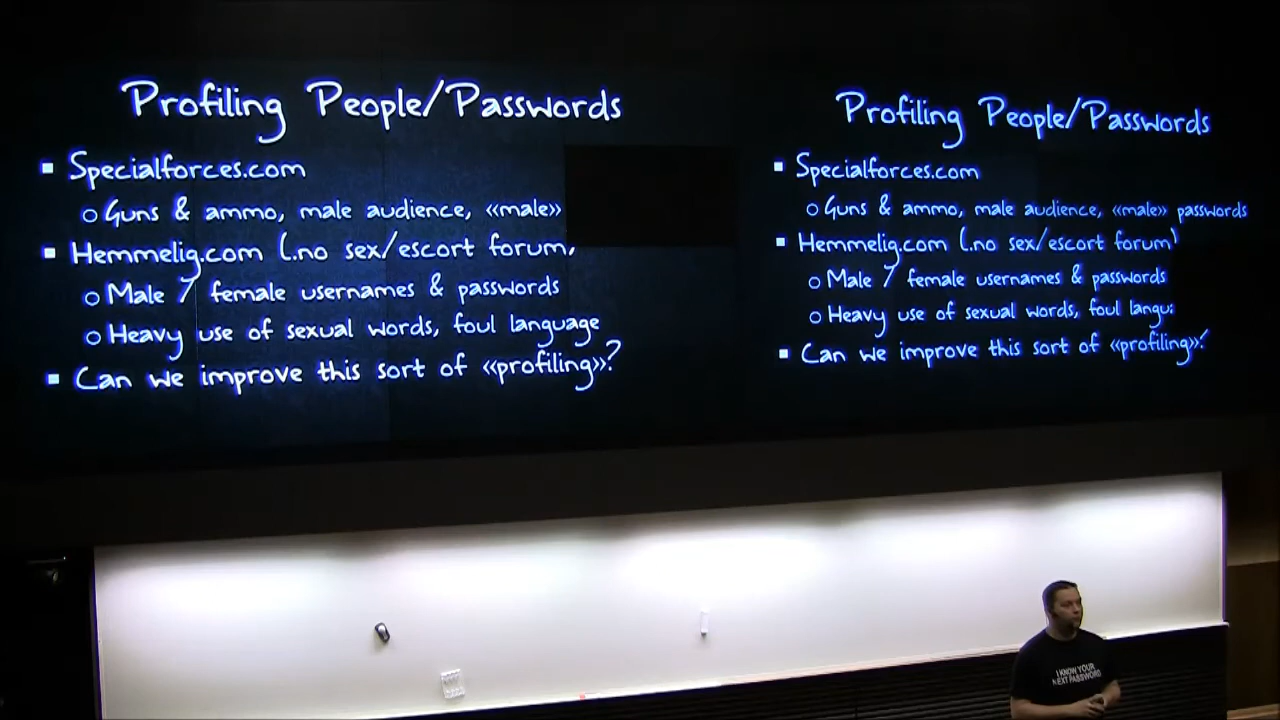 Profiling People/Passwords
Specialforces.com
Guns & ammo, male audience, «male»
Hemmelig.com (.no sex/escort forum,
Male / female usernames & passwords
Heavy use of sexual words, foul language
Can we improve this sort of «profiling»?
Profiling People/Passwords
Specialforces.com
Guns & ammo, male audience, «male» passwords
Hemmelig.com (.no sex/escort forum)
Male / female usernames & passwords
Heavy use of sexual words, foul langu
Can we improve this sort of «profiling»?
I KNOW YOUR
NEXT PASSWORD